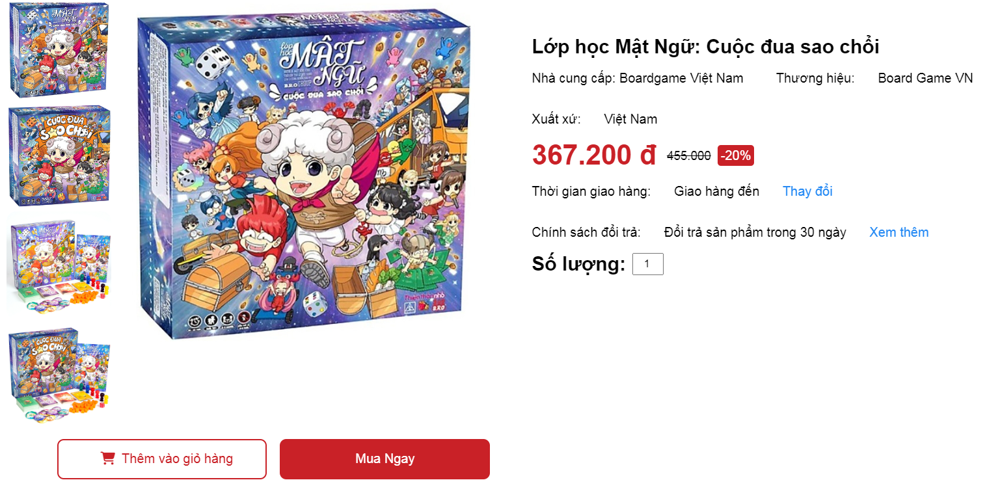 lớp học
MẬT
NGỮ
B.R.O
CUỘC ĐUA SAO CHỔI
Thiên thần nhỏ
B.R.O
CUỘC ĐUA
SAO CHỔI
CUỘC ĐUA
SAO CHỔI
Lớp học Mật Ngữ: Cuộc đua sao chổi
Nhà cung cấp: Boardgame Việt Nam Thương hiệu: Board Game VN
Xuất xứ: Việt Nam
367.200 đ 455.000 -20%
Thời gian giao hàng: Giao hàng đến Thay đổi
Chính sách đổi trả: Đổi trả sản phẩm trong 30 ngày Xem thêm
Số lượng: 1
Thêm vào giỏ hàng Mua Ngay